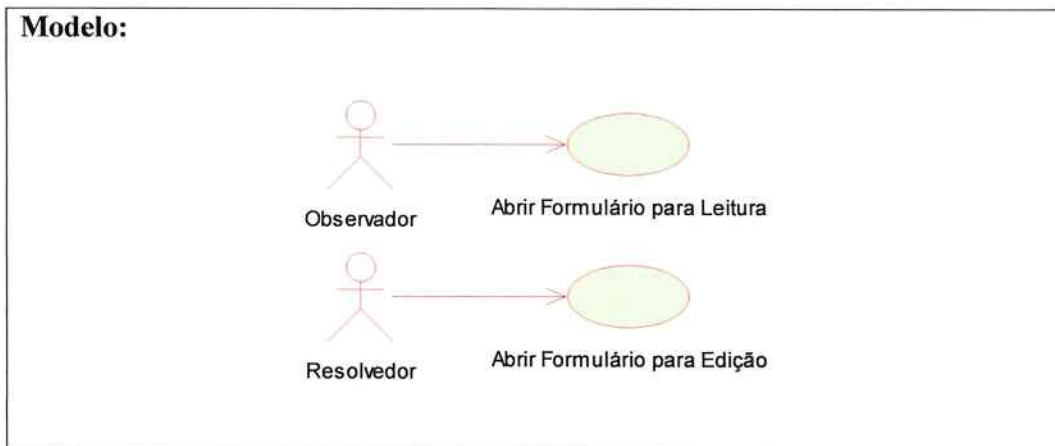 Modelo:
Observador
Abrir Formulário para Leitura
Resolvedor
Abrir Formulário para Edição